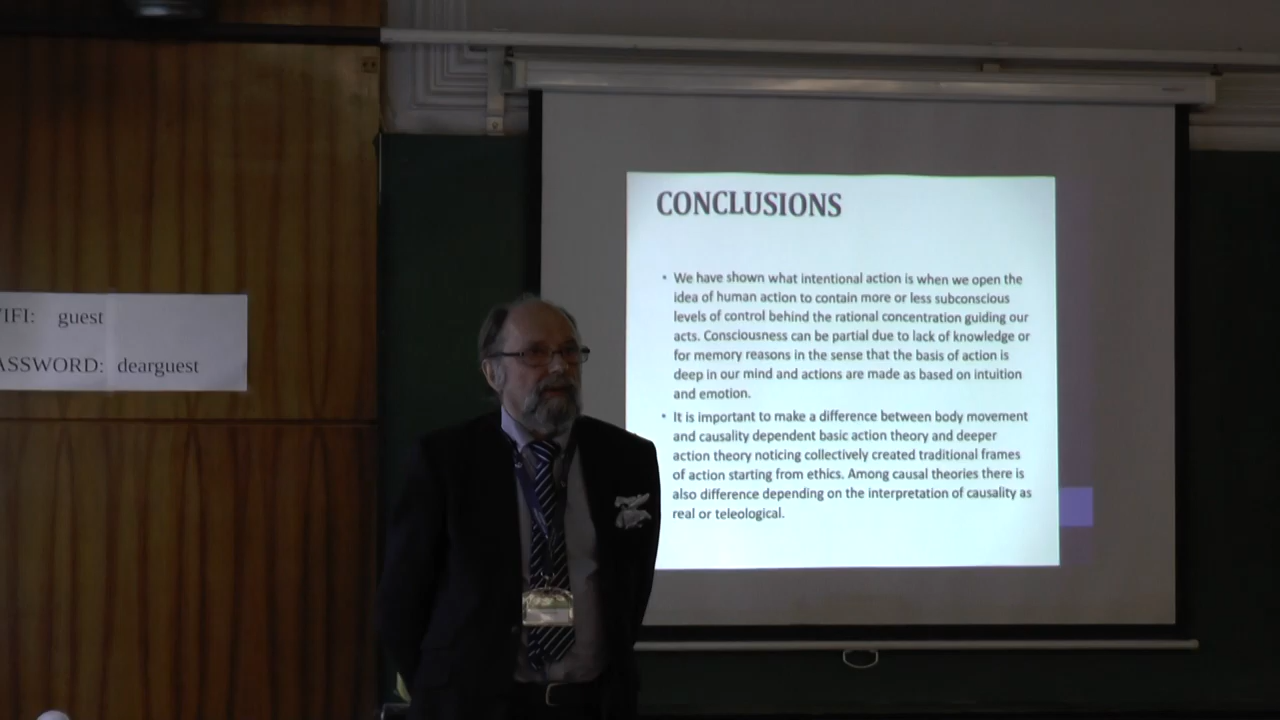 IFI: guest
ASSWORD: dearguest
CONCLUSIONS
• We have shown what intentional action is when we open the
idea of human action to contain more or less subconscious
levels of control behind the rational concentration guiding our
acts. Consciousness can be partial due to lack of knowledge or
for memory reasons in the sense that the basis of action is
deep in our mind and actions are made as based on intuition
and emotion.
• It is important to make a difference between body movement
and causality dependent basic action theory and deeper
action theory noticing collectively created traditional frames
of action starting from ethics. Among causal theories there is
also difference depending on the interpretation of causality as
real or teleological.